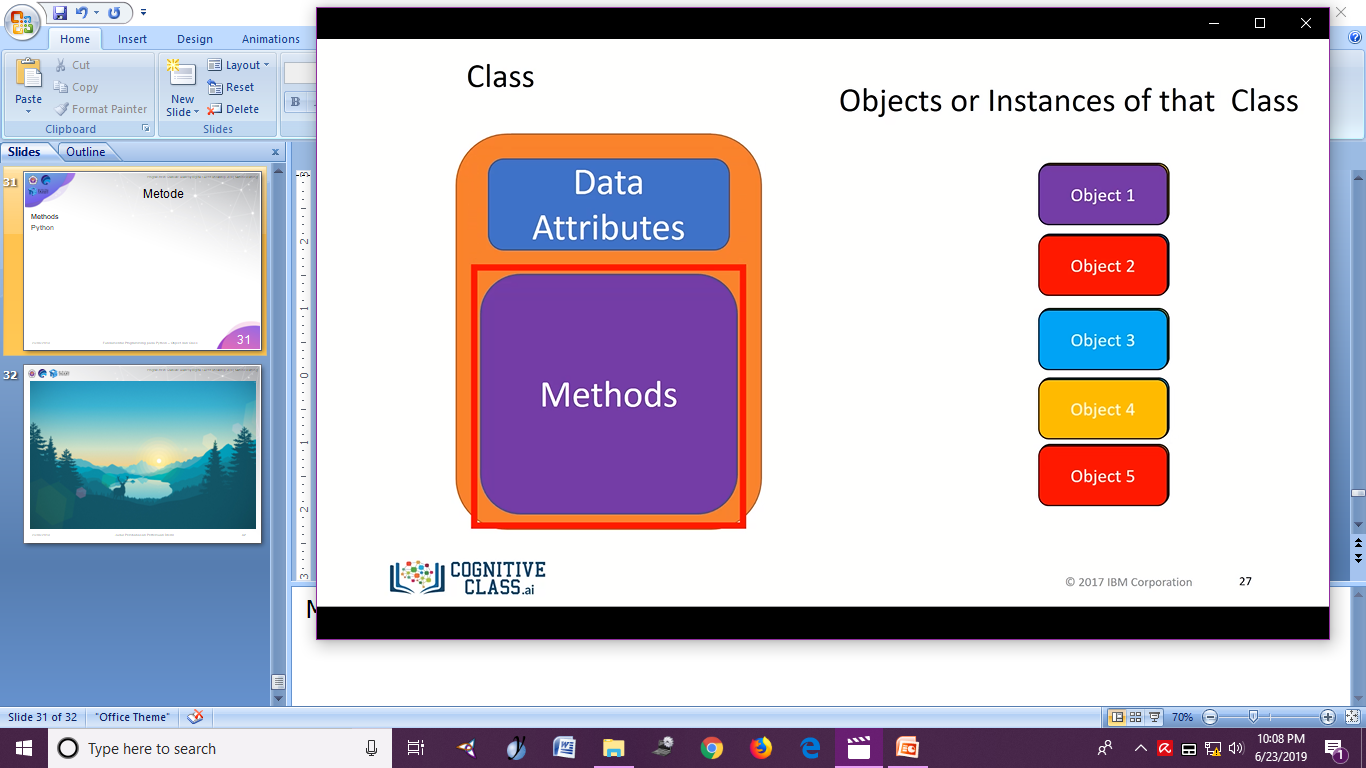 Home
Insert
Design
Animations
Paste
Cut
Copy
Format Painter
Clipboard
New
Slide
Layout
Reset
Delete
Slides
B
Slides
Outline
x
31
Metode
Methods
Python
31
32
Class
Objects or Instances of that Class
Data
Attributes
Methods
Object 1
Object 2
Object 3
Object 4
Object 5
COGNITIVE
CLASS.ai
© 2017 IBM Corporation
27
Slide 31 of 32
"Office Theme"
70%
Type here to search
10:08 PM
6/23/2019
1